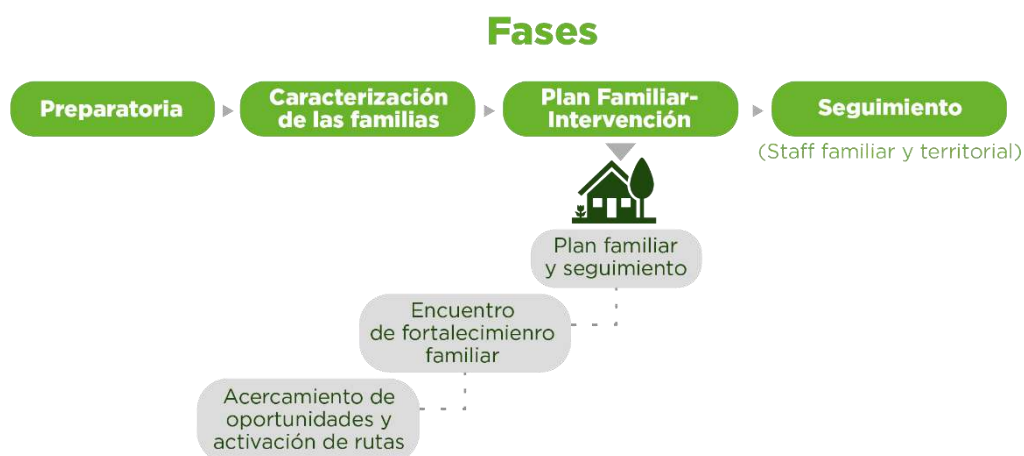 Fases
Preparatoria
Caracterización
de las familias
Plan Familiar-
Intervención
Seguimiento
(Staff familiar y territorial)
Plan familiar
y seguimiento
Encuentro
de fortalecimienro
familiar
Acercamiento de
oportunidades y
activación de rutas